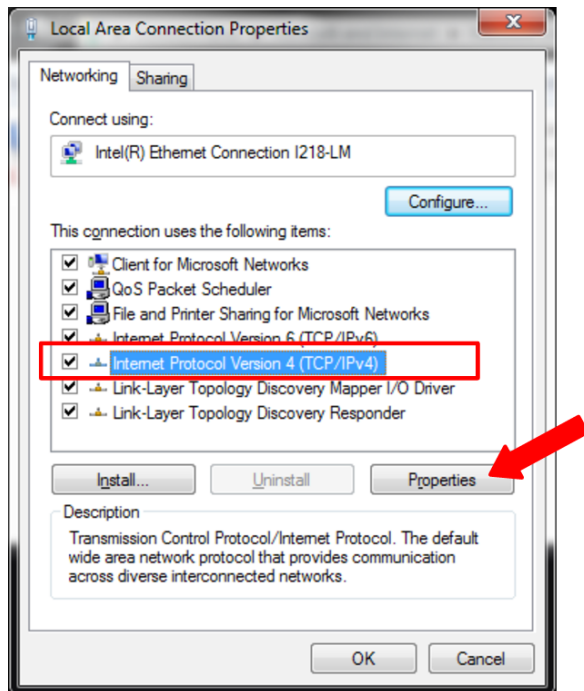 Local Area Connection Properties
Networking
Sharing
Connect using:
Intel(R) Ethernet Connection I218-LM
Configure...
This connection uses the following items:
Client for Microsoft Networks
QoS Packet Scheduler
File and Printer Sharing for Microsoft Networks
Internet Protocol Version 6 (TCP/IPv6)
Internet Protocol Version 4 (TCP/IPv4)
Link-Layer Topology Discovery Mapper I/O Driver
Link-Layer Topology Discovery Responder
Install...
Uninstall
Properties
Description
Transmission Control Protocol/Internet Protocol. The default
wide area network protocol that provides communication
across diverse interconnected networks.
OK
Cancel